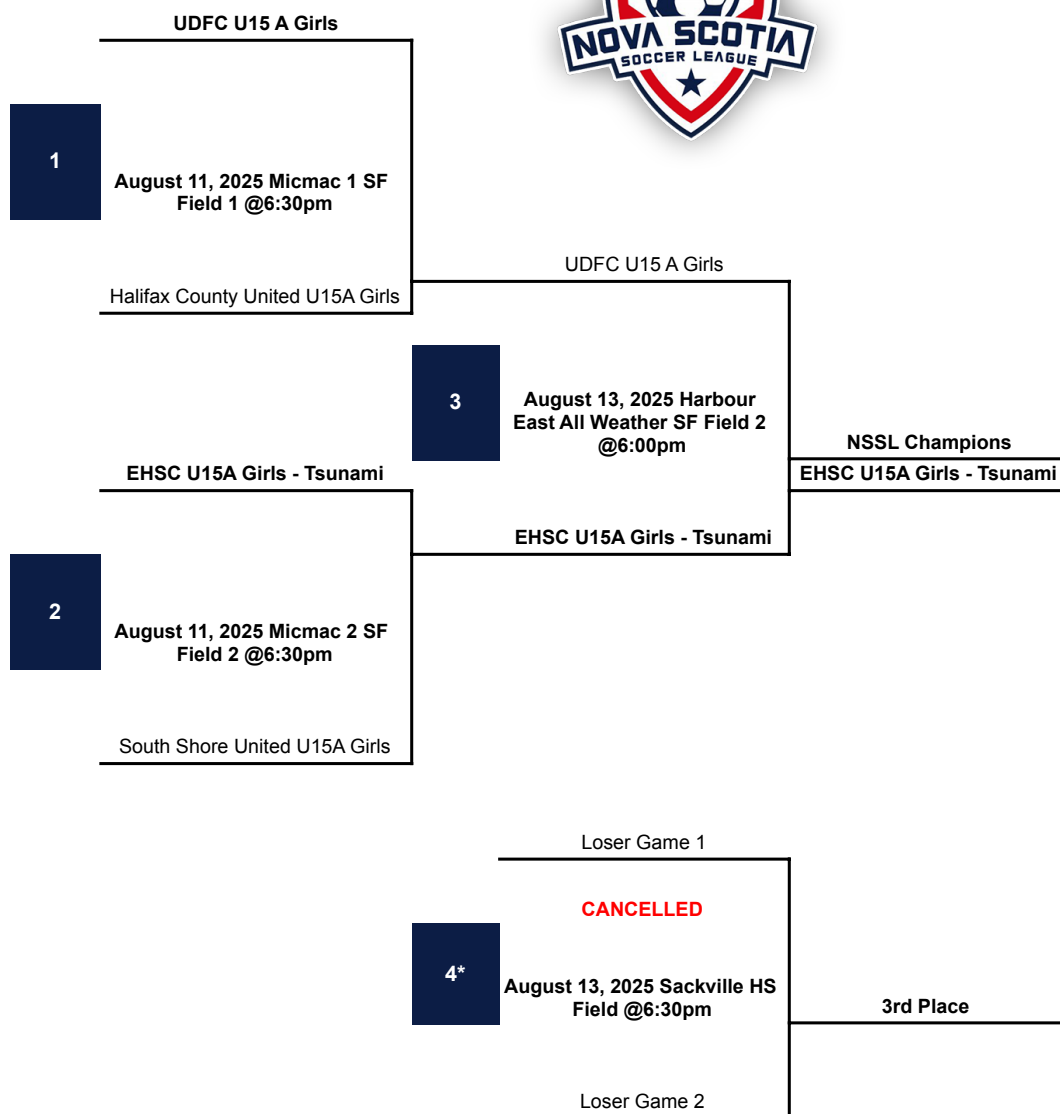 UDFC U15 A Girls
NOVA SCOTIA
SOCCER LEAGUE
1
August 11, 2025 Micmac 1 SF
Field 1 @6:30pm
Halifax County United U15A Girls
UDFC U15 A Girls
3
August 13, 2025 Harbour
East All Weather SF Field 2
@6:00pm
NSSL Champions
EHSC U15A Girls - Tsunami
EHSC U15A Girls - Tsunami
EHSC U15A Girls - Tsunami
2
August 11, 2025 Micmac 2 SF
Field 2 @6:30pm
South Shore United U15A Girls
Loser Game 1
CANCELLED
4*
August 13, 2025 Sackville HS
Field @6:30pm
3rd Place
Loser Game 2